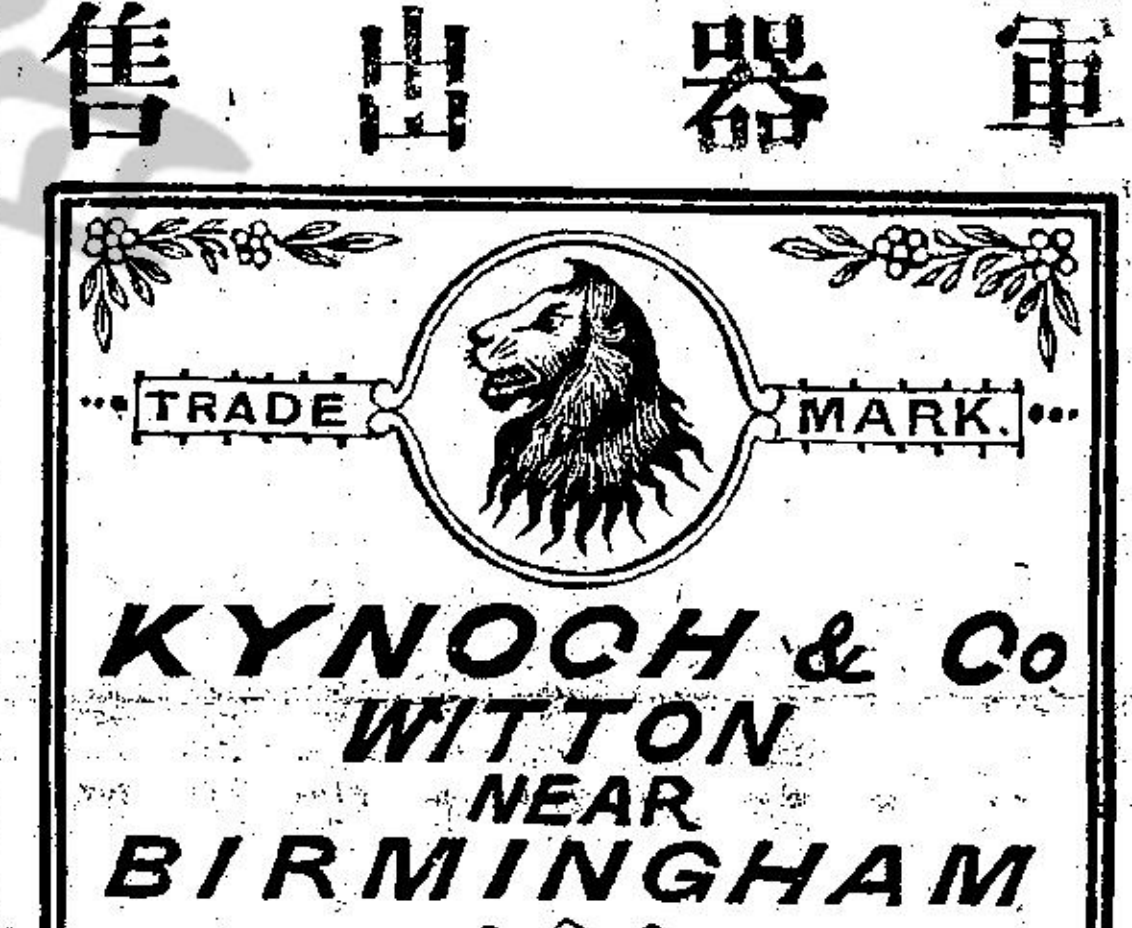 軍器出售
TRADE MARK.
KYNOCH & Co
WITTON
NEAR
BIRMINGHAM